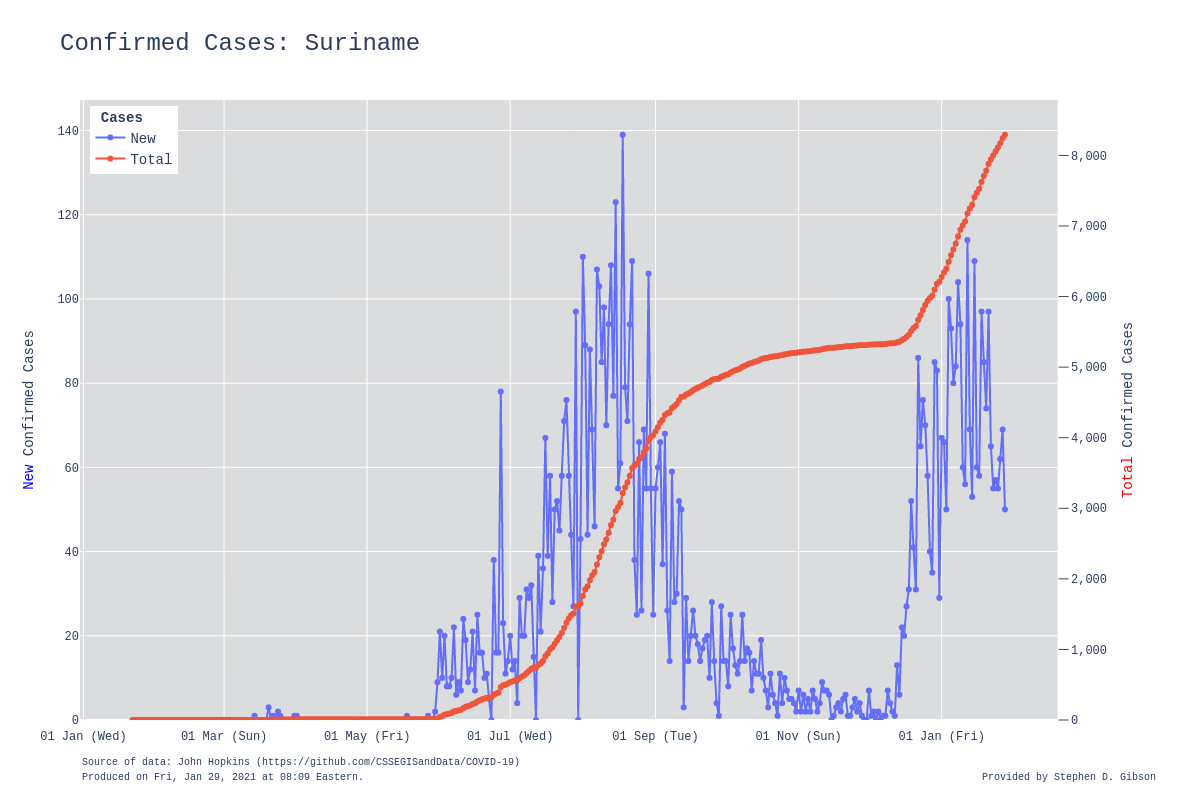 Confirmed Cases: Suriname
Cases
New
Total
140
120
100
80
60
40
20
0
New Confirmed Cases
8,000
7,000
6,000
5,000
4,000
3,000
2,000
1,000
0
Total Confirmed Cases
01 Jan (Wed)
01 Mar (Sun)
01 May (Fri)
01 Jul (Wed)
01 Sep (Tue)
01 Nov (Sun)
01 Jan (Fri)
Source of data: John Hopkins (https://github.com/CSSEGISandData/COVID-19)
Produced on Fri, Jan 29, 2021 at 08:09 Eastern.
Provided by Stephen D. Gibson